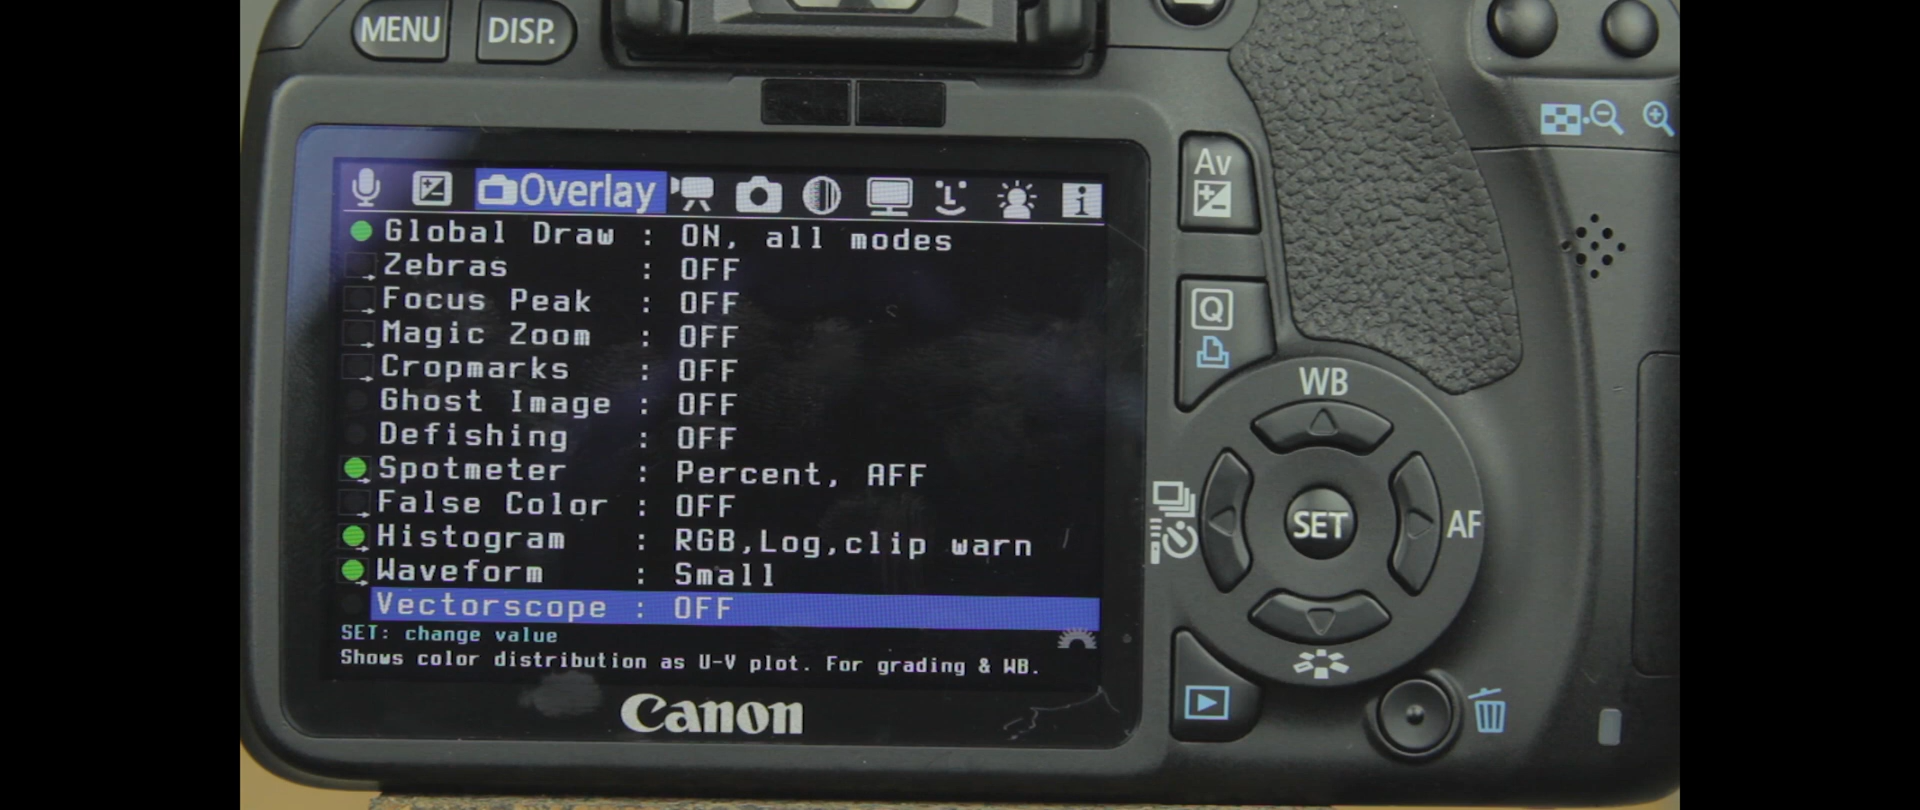 MENU DISP.
Overlay
Global Draw : ON, all modes
Zebras : OFF
Focus Peak : OFF
Magic Zoom : OFF
Cropmarks : OFF
Ghost Image : OFF
Defishing : OFF
Spotmeter : Percent, AFF
False Color : OFF
Histogram : RGB,Log,clip warn
Waveform : Small
Vectorscope : OFF
SET: change value
Shows color distribution as U-V plot. For grading & WB.
Canon
Av
Q
WB
SET
AF